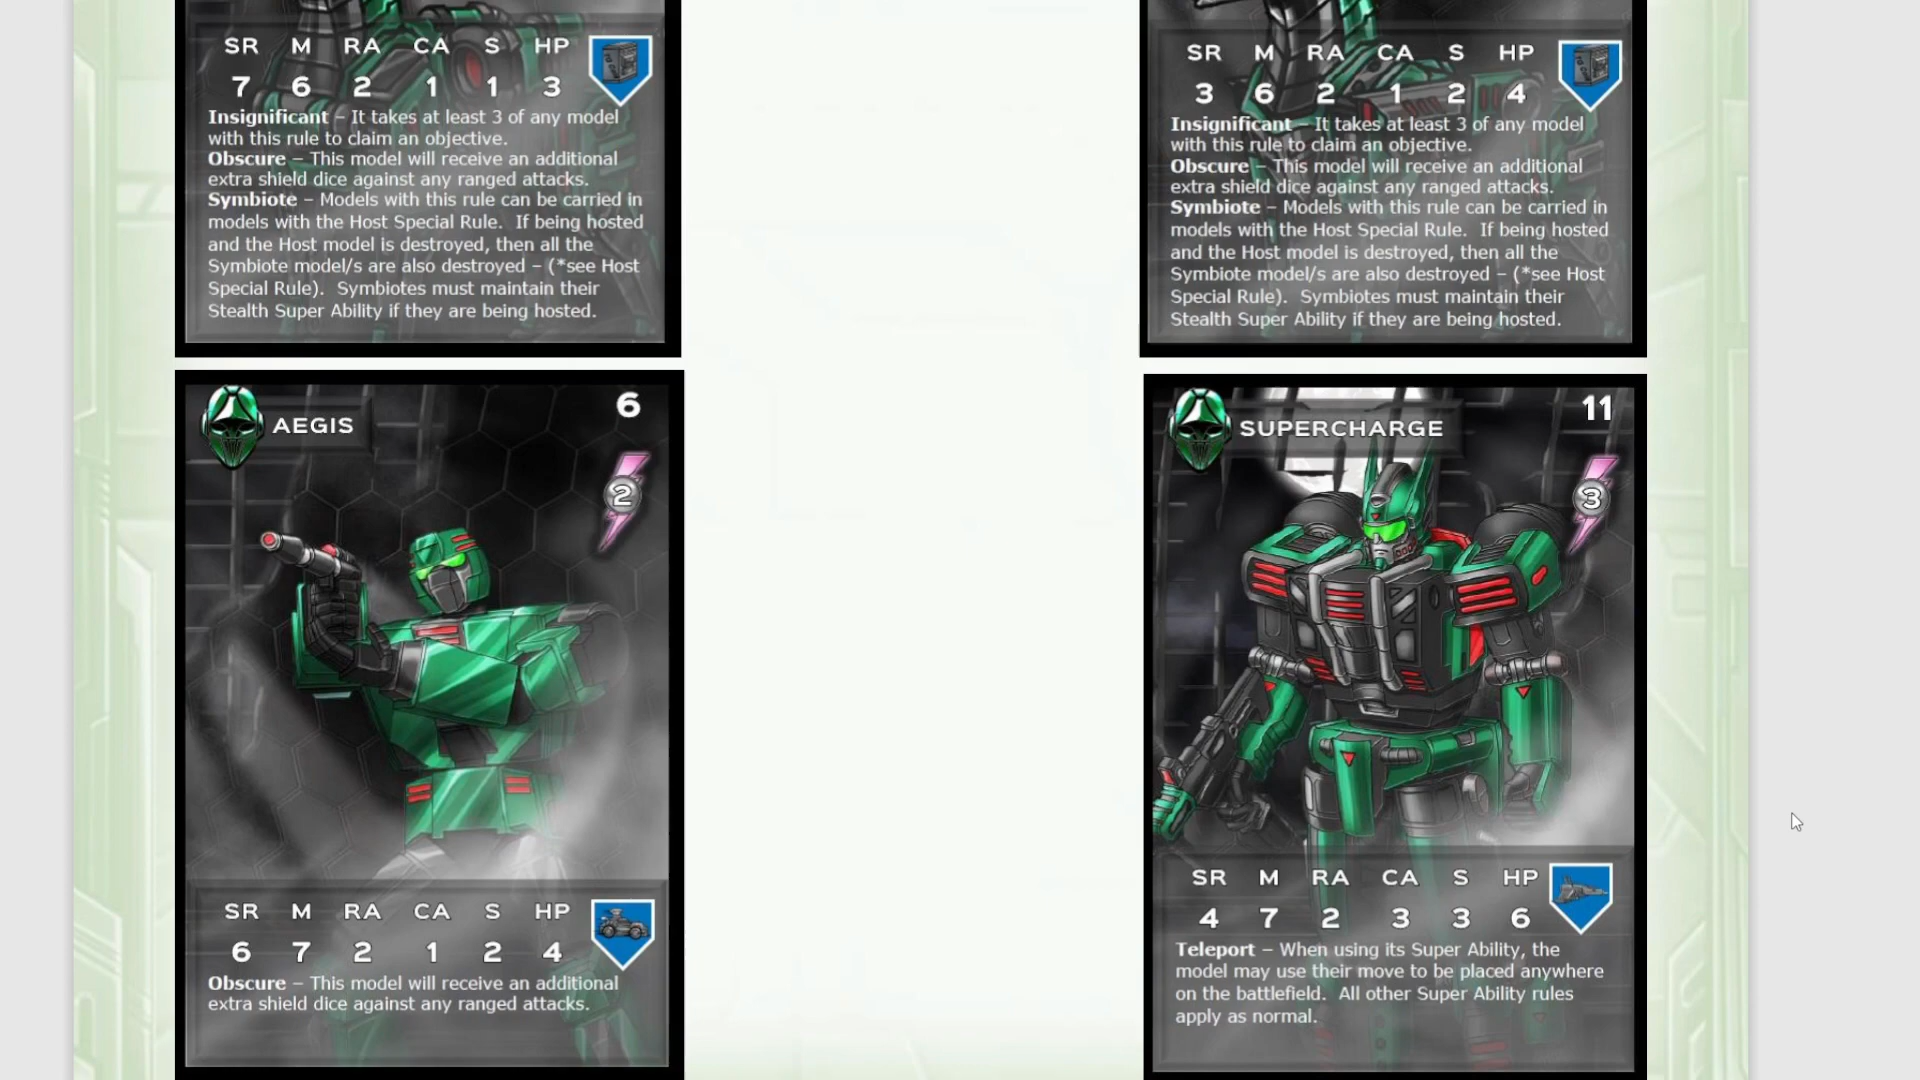 SR M RA CA S HP
7 6 2 1 1 3
Insignificant – It takes at least 3 of any model
with this rule to claim an objective.
Obscure – This model will receive an additional
extra shield dice against any ranged attacks.
Symbiote – Models with this rule can be carried in
models with the Host Special Rule. If being hosted
and the Host model is destroyed, then all the
Symbiote model/s are also destroyed – (*see Host
Special Rule). Symbiotes must maintain their
Stealth Super Ability if they are being hosted.
SR M RA CA S HP
3 6 2 1 2 4
Insignificant – It takes at least 3 of any model
with this rule to claim an objective.
Obscure – This model will receive an additional
extra shield dice against any ranged attacks.
Symbiote – Models with this rule can be carried in
models with the Host Special Rule. If being hosted
and the Host model is destroyed, then all the
Symbiote model/s are also destroyed – (*see Host
Special Rule). Symbiotes must maintain their
Stealth Super Ability if they are being hosted.
AEGIS 6
2
SR M RA CA S HP
6 7 2 1 2 4
Obscure – This model will receive an additional
extra shield dice against any ranged attacks.
SUPERCHARGE 11
3
SR M RA CA S HP
4 7 2 3 3 6
Teleport – When using its Super Ability, the
model may use their move to be placed anywhere
on the battlefield. All other Super Ability rules
apply as normal.